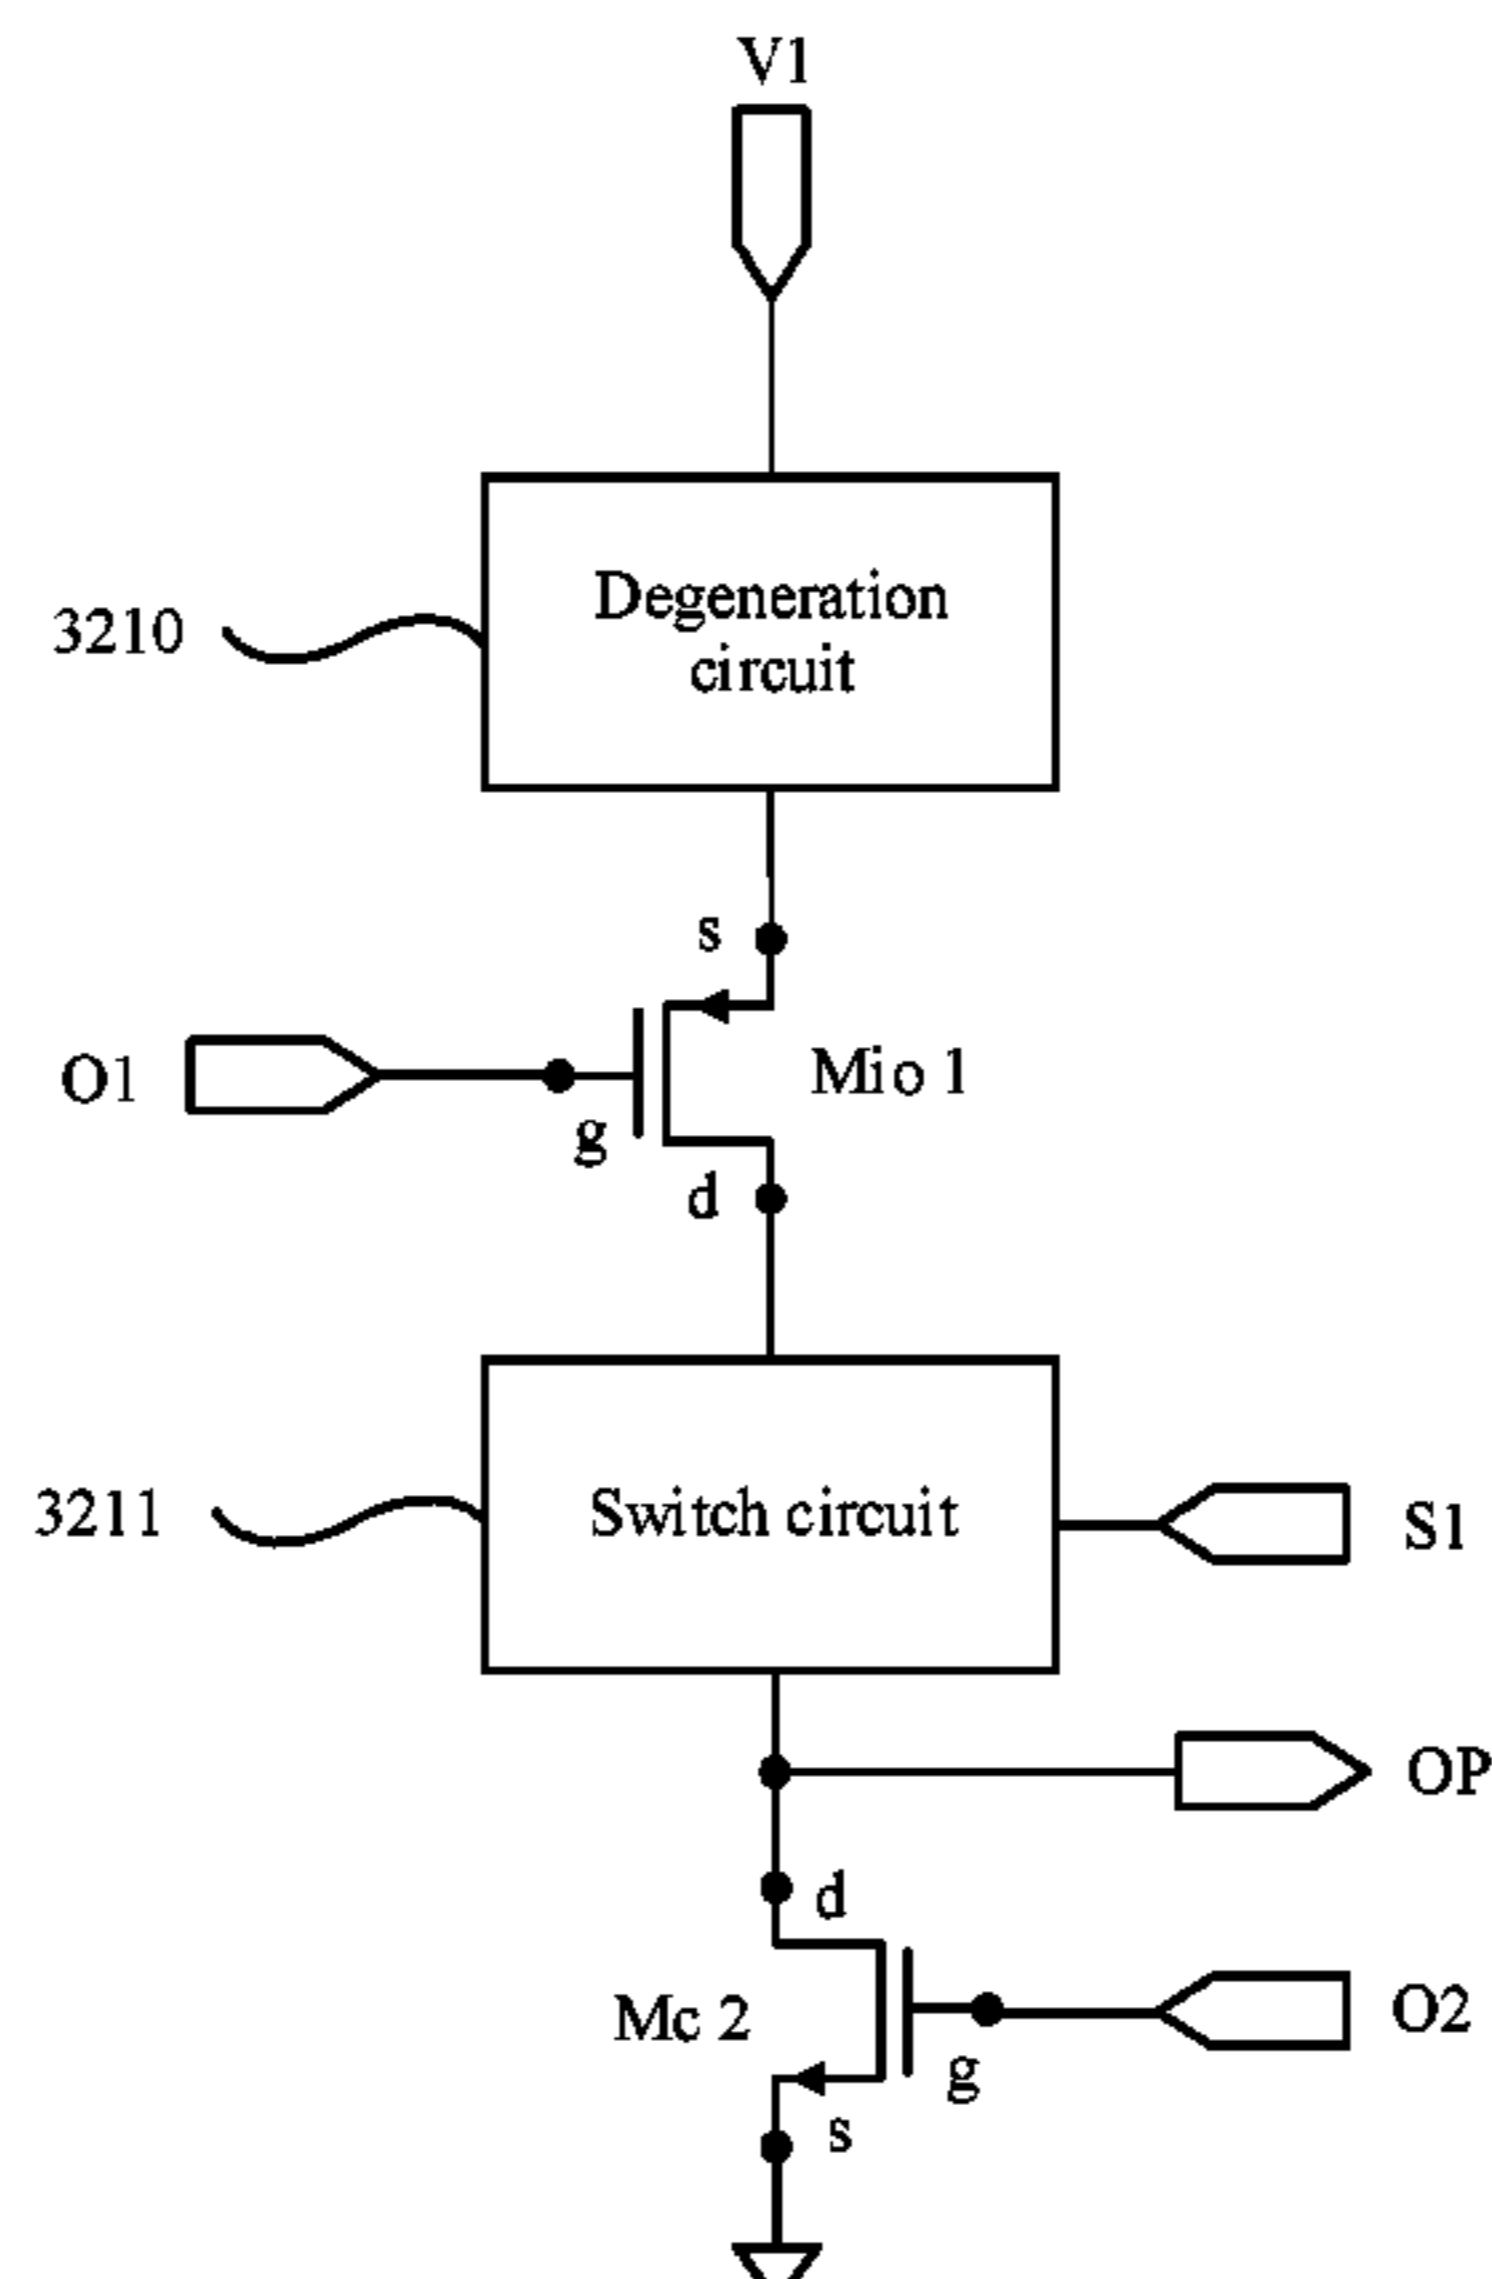 V1
Degeneration
circuit
3210
s
O1
Mio 1
g
d
3211
Switch circuit
S1
OP
d
Mc 2
O2
g
s